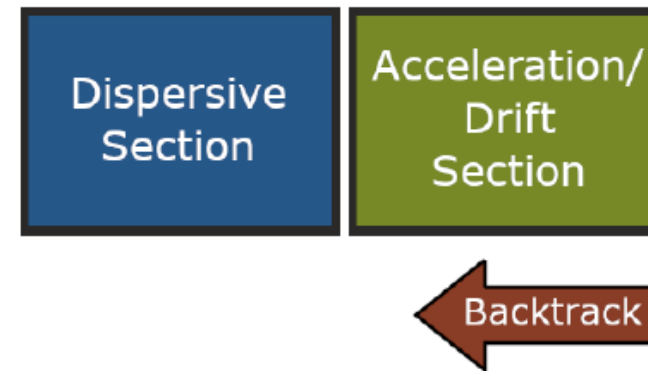 Dispersive
Section
Acceleration/
Drift
Section
Backtrack